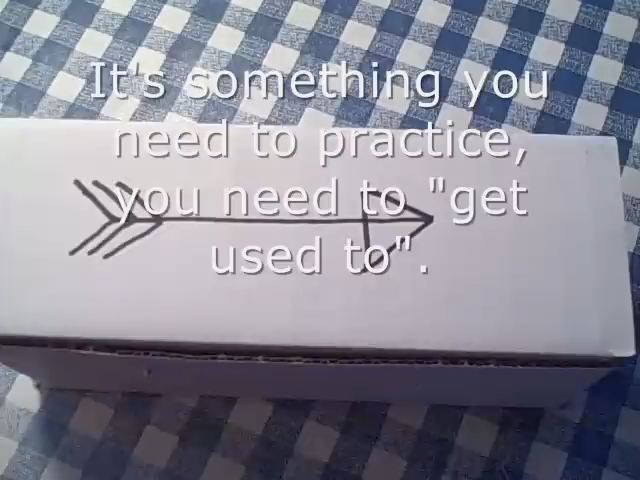 It's something you
need to practice,
you need to "get
used to".